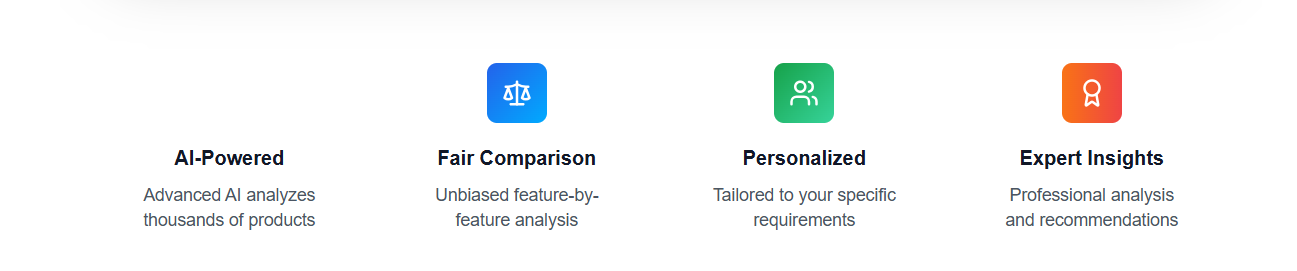 AI-Powered
Advanced AI analyzes
thousands of products
Fair Comparison
Unbiased feature-by-
feature analysis
Personalized
Tailored to your specific
requirements
Expert Insights
Professional analysis
and recommendations